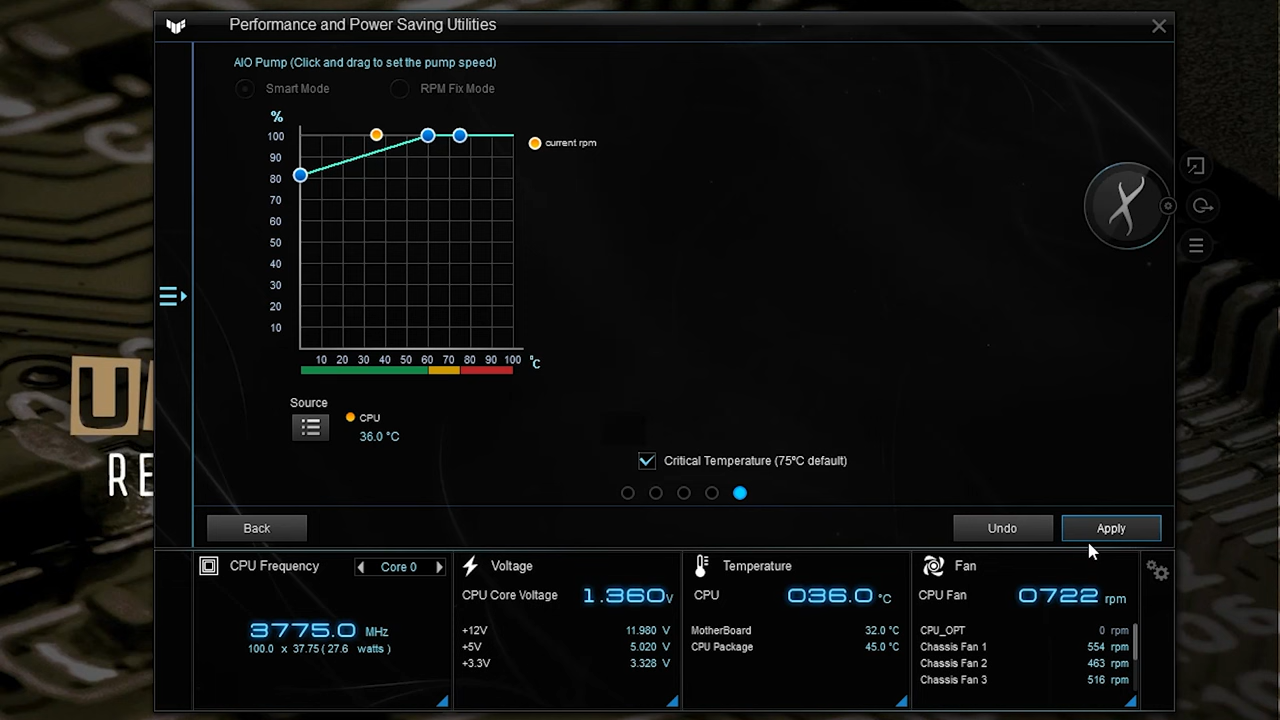 Performance and Power Saving Utilities
AIO Pump (Click and drag to set the pump speed)
Smart Mode
RPM Fix Mode
%
100
90
80
70
60
50
40
30
20
10
current rpm
10 20 30 40 50 60 70 80 90 100 °C
Source
CPU
36.0 °C
Critical Temperature (75ºC default)
Back
Undo
Apply
U
RE
CPU Frequency
Core 0
3775.0 MHz
100.0 x 37.75 ( 27.6 watts )
Voltage
CPU Core Voltage 1.360v
+12V 11.980 V
+5V 5.020 V
+3.3V 3.328 V
Temperature
CPU 036.0 °C
MotherBoard 32.0 °C
CPU Package 45.0 °C
Fan
CPU Fan 0722 rpm
CPU_OPT 0 rpm
Chassis Fan 1 554 rpm
Chassis Fan 2 463 rpm
Chassis Fan 3 516 rpm